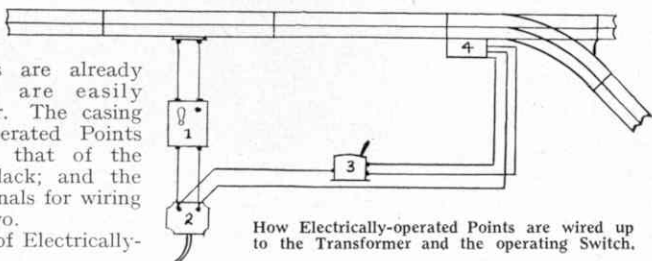 4
s are already
are easily
r. The casing
erated Points
that of the
lack; and the
nals for wiring
vo.
of Electrically-
1
3
2
How Electrically-operated Points are wired up
to the Transformer and the operating Switch.